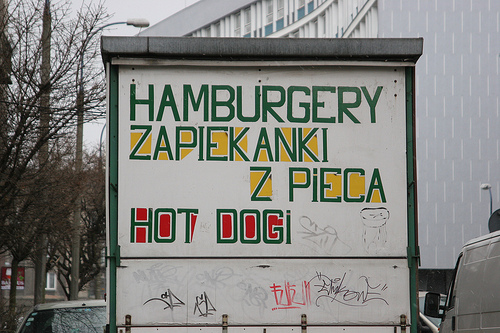 HAMBURGERY
ZAPIEKANKI
Z PiECA
HOT DOGi